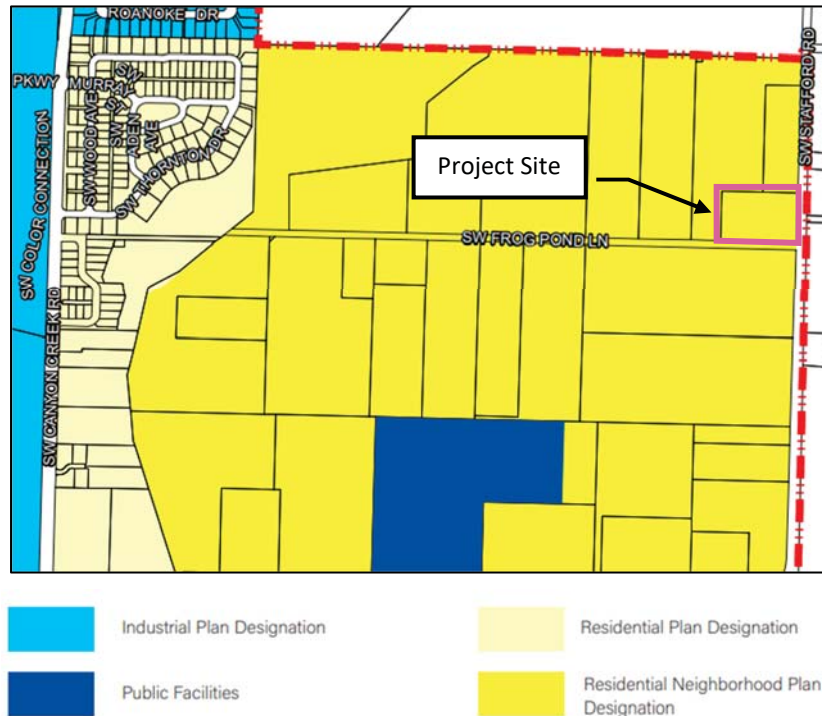 ROANOKE DR
PKWY MURRAY
SW
SW WOOD AVE
SW ADEN AVE
SW THORNTON DR
SW COLOR CONNECTION
SW CANYON CREEK RD
SW STAFFORD RD
Project Site
SW FROG POND LN
Industrial Plan Designation
Residential Plan Designation
Public Facilities
Residential Neighborhood Plan
Designation